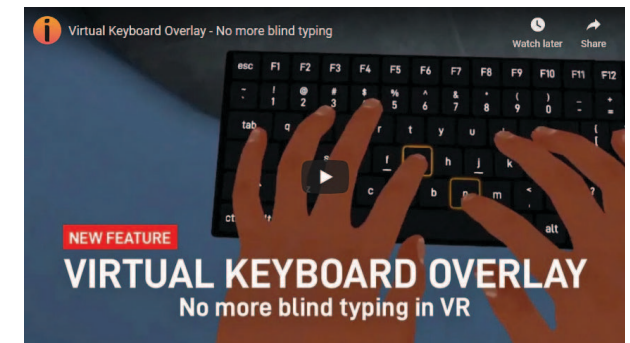 Virtual Keyboard Overlay - No more blind typing
Watch later
Share
esc F1 F2 F3 F4 F5 F6 F7 F8 F9 F10 F11 F12
! @ # $ % ^ & * ( ) _ +
1 2 3 5 6 7 8 9 0 - =
tab q r t y u {
f h j k
c b n m < ?
alt
NEW FEATURE
VIRTUAL KEYBOARD OVERLAY
No more blind typing in VR